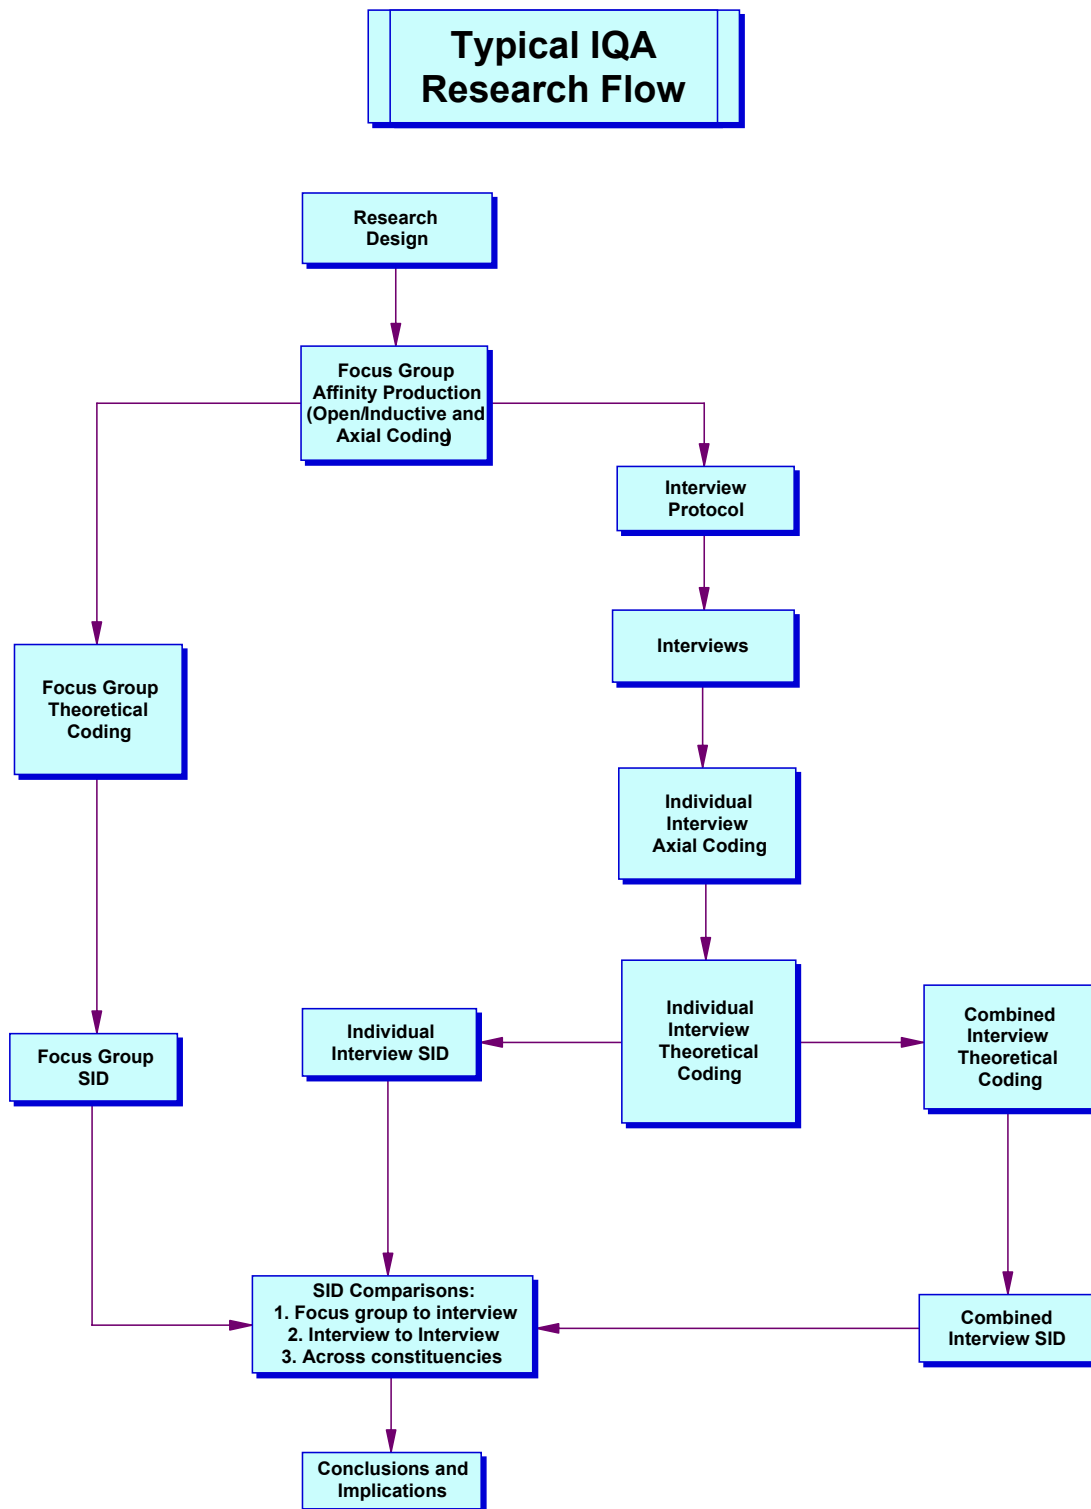 Typical IQA
Research Flow
Research
Design
Focus Group
Affinity Production
(Open/Inductive and
Axial Coding)
Interview
Protocol
Interviews
Focus Group
Theoretical
Coding
Individual
Interview
Axial Coding
Individual
Interview
Theoretical
Coding
Combined
Interview
Theoretical
Coding
Individual
Interview SID
Focus Group
SID
SID Comparisons:
1. Focus group to interview
2. Interview to Interview
3. Across constituencies
Combined
Interview SID
Conclusions and
Implications